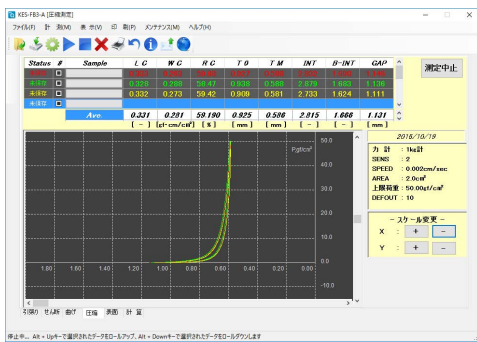 KES-FB3-A [圧縮測定]
ファイル(F) 計 測(M) 表 示(V) 印 刷(P) メンテナンス(M) ヘルプ(H)
Status # Sample L C W C R C T 0 T M INT B-INT GAP
測定中止
未保存 0.328 0.288 58.47 0.938 0.580 2.879 1.683 1.136
未保存 0.332 0.273 59.42 0.909 0.581 2.733 1.624 1.111
未保存
Ave. 0.331 0.281 59.190 0.925 0.586 2.815 1.666 1.131
[ - ] [gf･cm/c㎡] [ % ] [ mm ] [ mm ] [ - ] [ - ] [ mm ]
2016/10/19
力 計 : 1kg計
SENS : 2
SPEED : 0.002cm/sec
AREA : 2.0c㎡
上限荷重 : 50.00gf/c㎡
DEFOUT : 10
- スケール変更 -
X : + -
Y : + -
50.0
P,gf/cm²
40.0
30.0
20.0
10.0
0.0
1.80 1.60 1.40 1.20 1.00 0.80 0.60 0.40 0.20 0.00
-10.0
引張り せん断 曲げ 圧縮 表面 計 算
停止中... Alt + Upキーで選択されたデータをロールアップ、Alt + Downキーで選択されたデータをロールダウンします